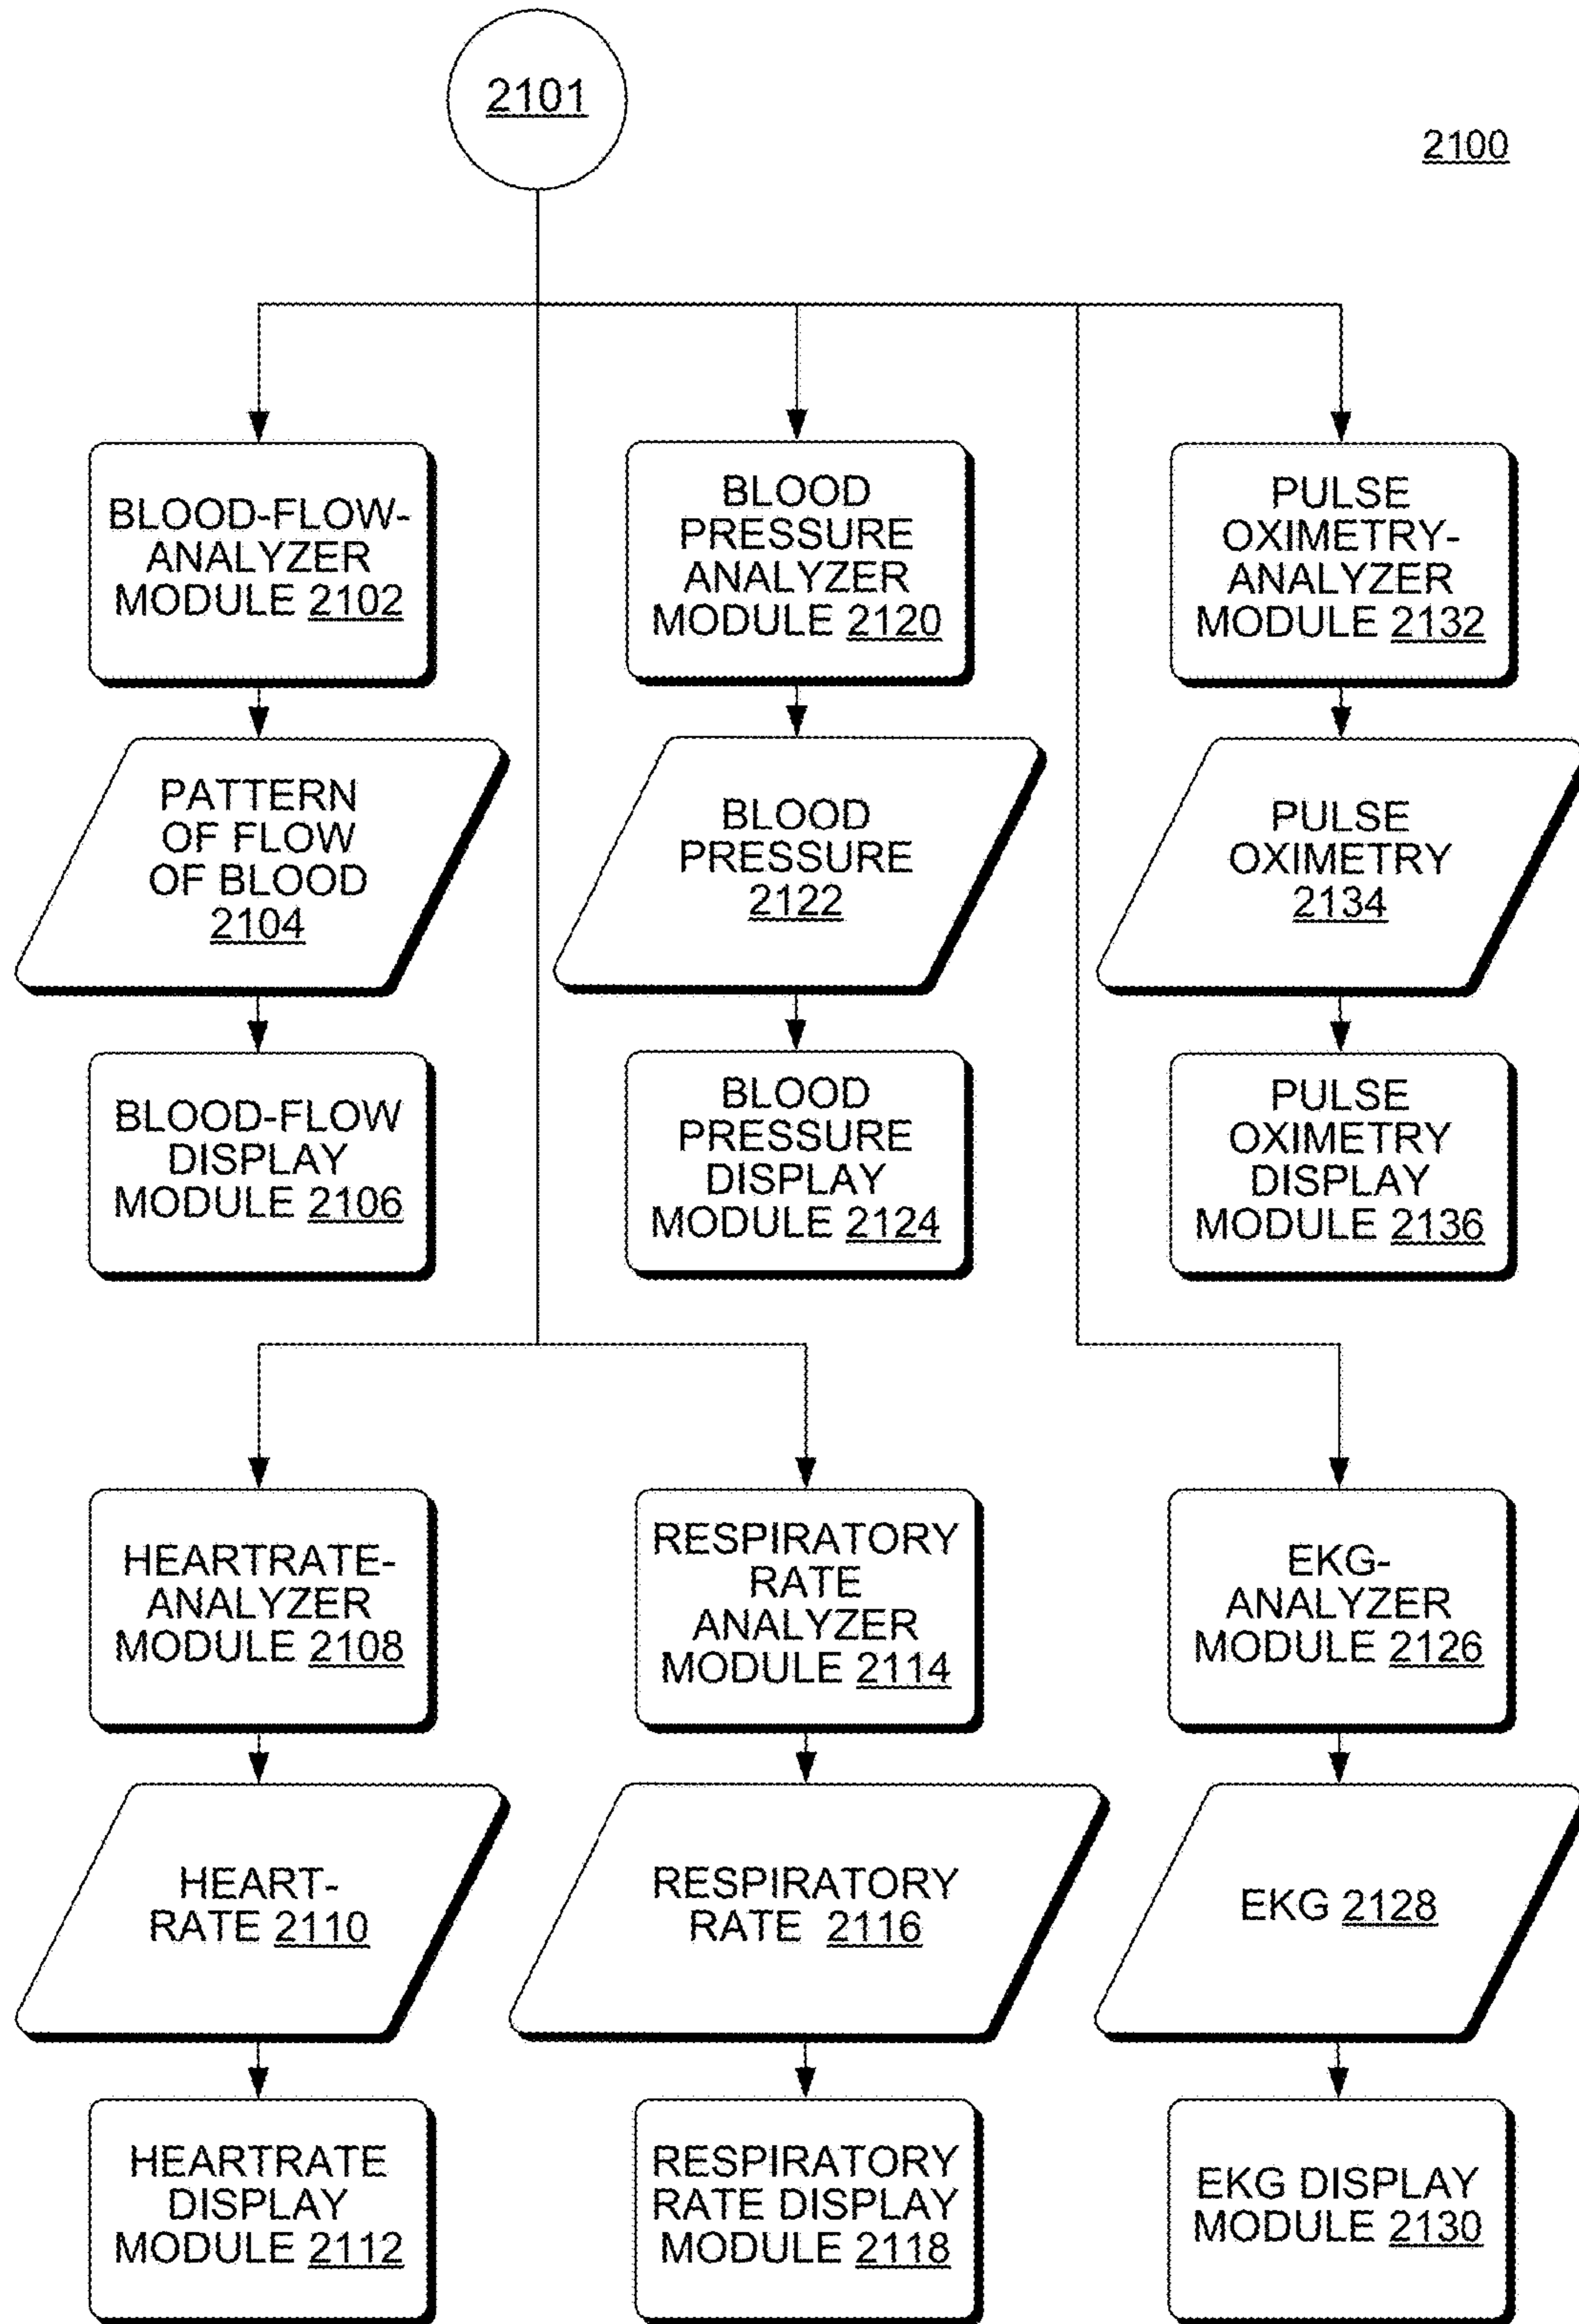 2101
2100
BLOOD-FLOW-
ANALYZER
MODULE 2102
BLOOD
PRESSURE
ANALYZER
MODULE 2120
PULSE
OXIMETRY-
ANALYZER
MODULE 2132
PATTERN
OF FLOW
OF BLOOD
2104
BLOOD
PRESSURE
2122
PULSE
OXIMETRY
2134
BLOOD-FLOW
DISPLAY
MODULE 2106
BLOOD
PRESSURE
DISPLAY
MODULE 2124
PULSE
OXIMETRY
DISPLAY
MODULE 2136
HEARTRATE-
ANALYZER
MODULE 2108
RESPIRATORY
RATE
ANALYZER
MODULE 2114
EKG-
ANALYZER
MODULE 2126
HEART-
RATE 2110
RESPIRATORY
RATE 2116
EKG 2128
HEARTRATE
DISPLAY
MODULE 2112
RESPIRATORY
RATE DISPLAY
MODULE 2118
EKG DISPLAY
MODULE 2130